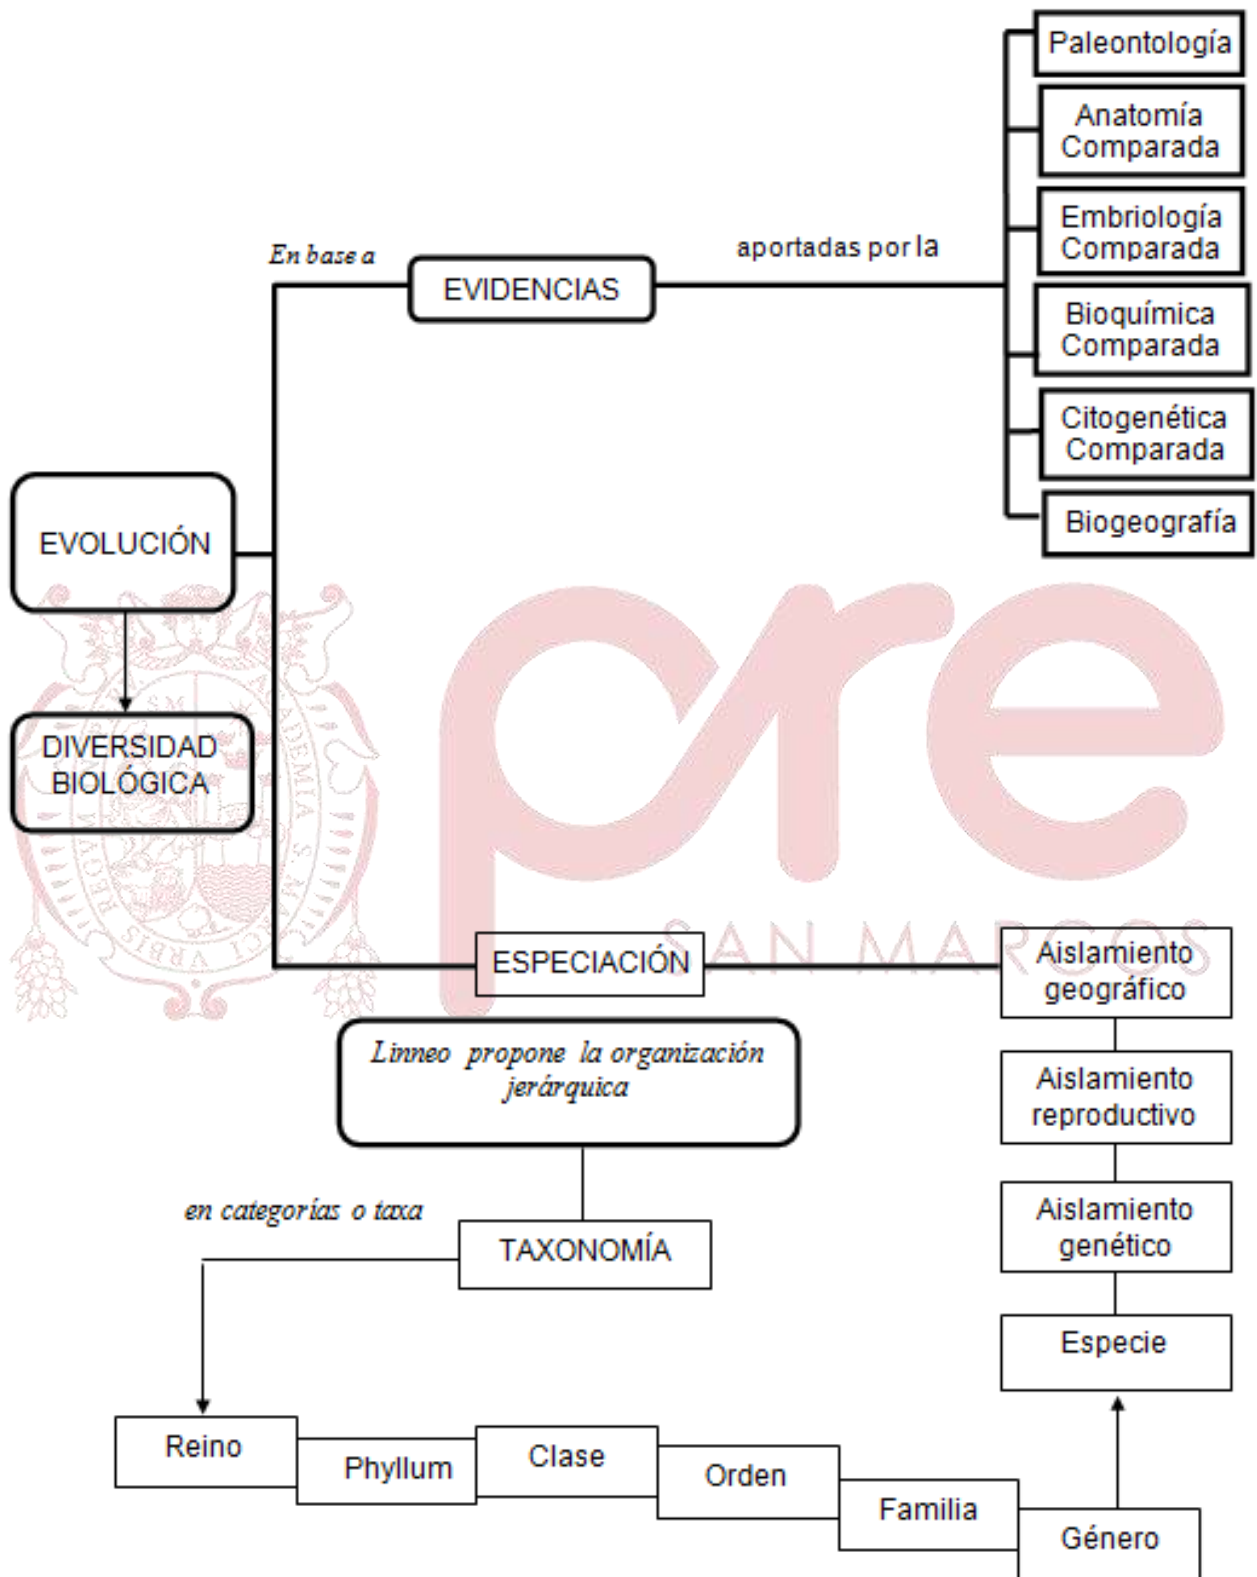 Paleontología
Anatomía
Comparada
Embriología
Comparada
En base a
EVIDENCIAS
aportadas por la
Bioquímica
Comparada
Citogenética
Comparada
Biogeografía
EVOLUCIÓN
DIVERSIDAD
BIOLÓGICA
pre
SAN MARCOS
ESPECIACIÓN
Aislamiento
geográfico
Linneo propone la organización
jerárquica
Aislamiento
reproductivo
en categorías o taxa
TAXONOMÍA
Aislamiento
genético
Especie
Reino
Phyllum
Clase
Orden
Familia
Género